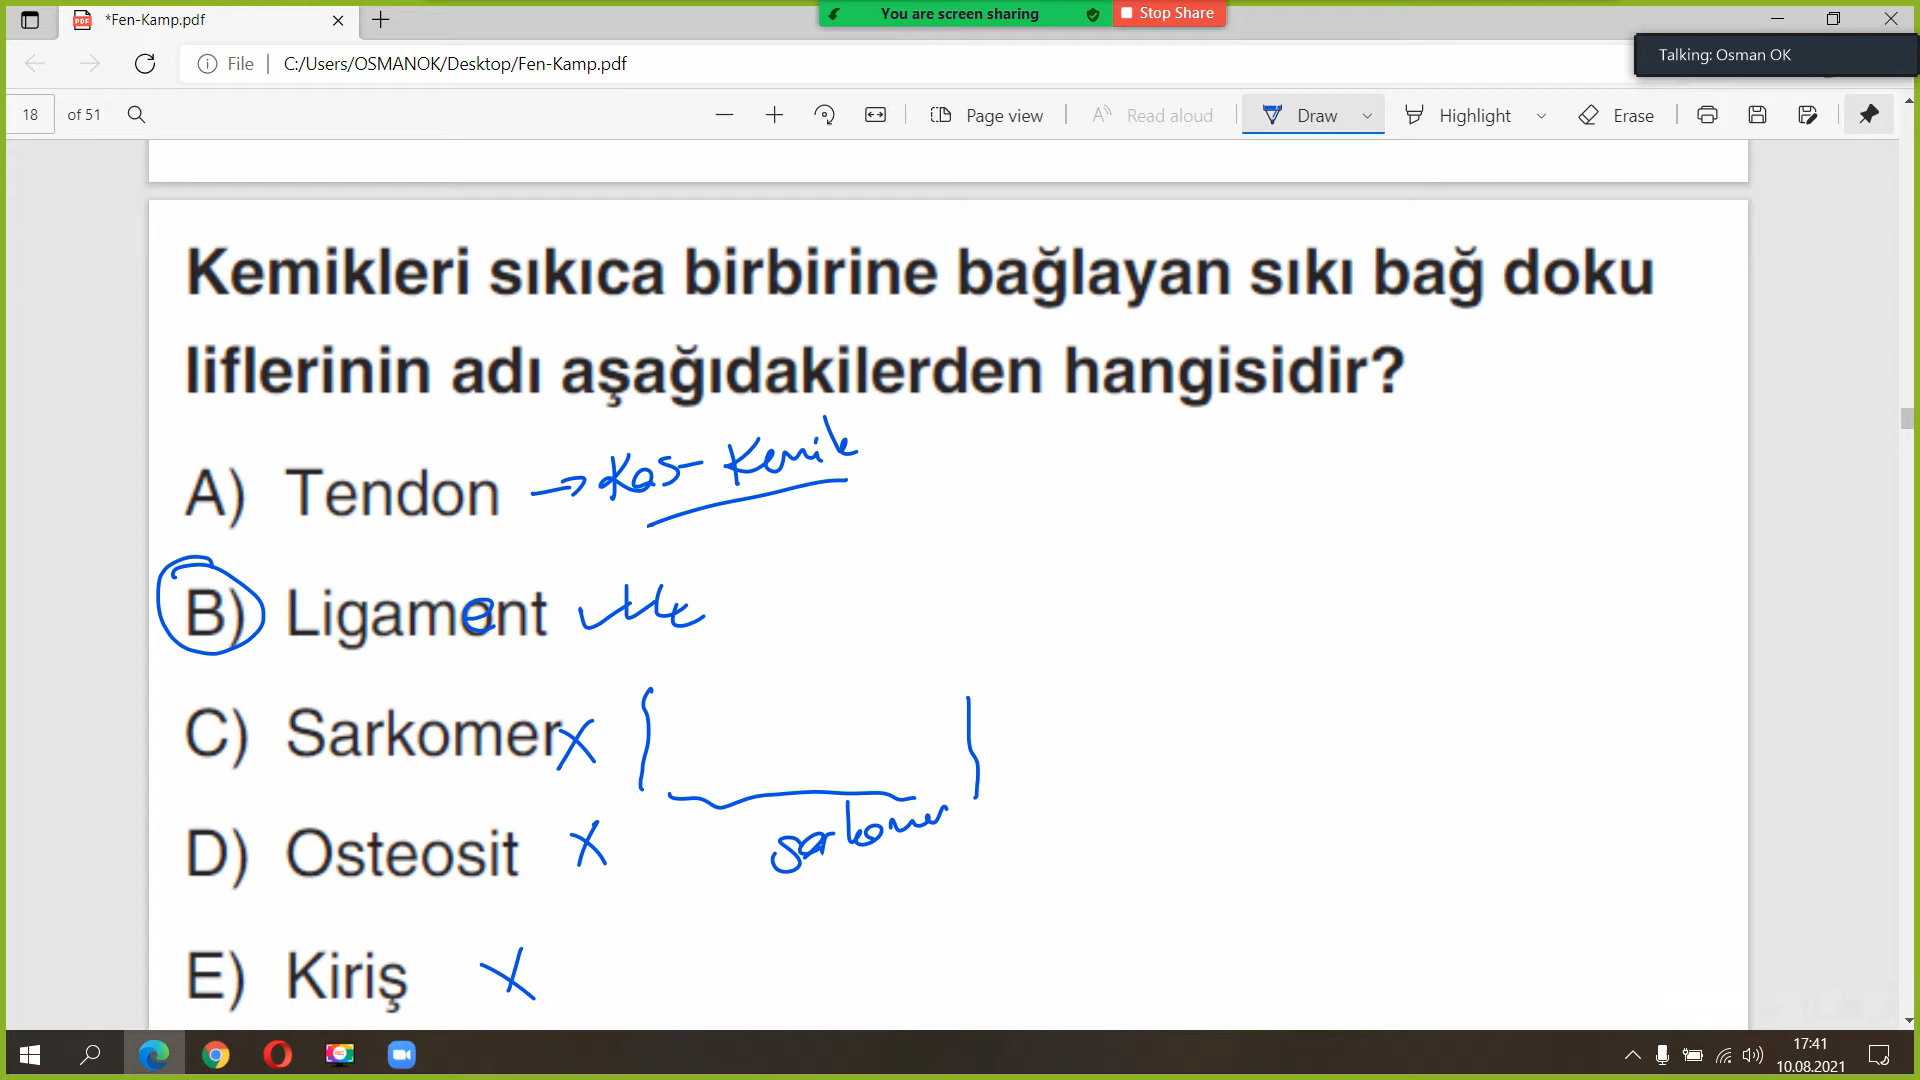 *Fen-Kamp.pdf
You are screen sharing
Stop Share
Talking: Osman OK
File
C:/Users/OSMANOK/Desktop/Fen-Kamp.pdf
18 of 51
Page view
Read aloud
Draw
Highlight
Erase
Kemikleri sıkıca birbirine bağlayan sıkı bağ doku
liflerinin adı aşağıdakilerden hangisidir?
A) Tendon → Kas - Kemik
B) Ligament
C) Sarkomer X
sarkomer
D) Osteosit X
E) Kiriş X
17:41
10.08.2021